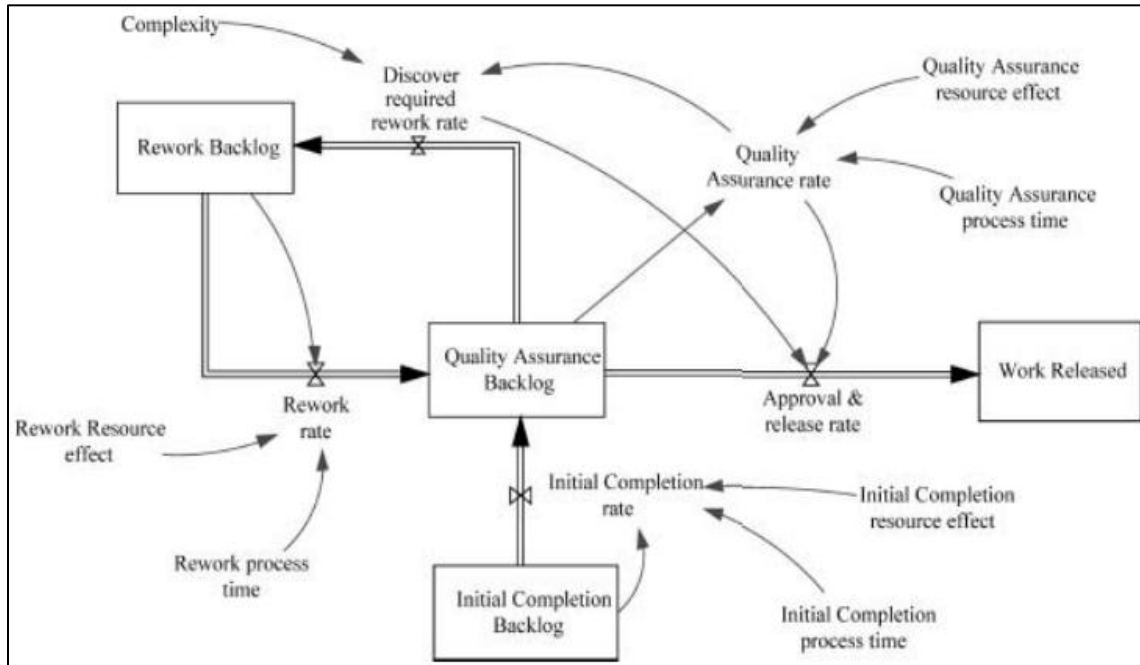 Complexity
Discover
required
rework rate
Quality Assurance
resource effect
Rework Backlog
Quality
Assurance rate
Quality Assurance
process time
Quality Assurance
Backlog
Work Released
Rework
rate
Approval &
release rate
Rework Resource
effect
Initial Completion
rate
Initial Completion
resource effect
Rework process
time
Initial Completion
Backlog
Initial Completion
process time